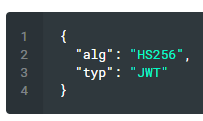 1 {
2 "alg": "HS256",
3 "typ": "JWT"
4 }